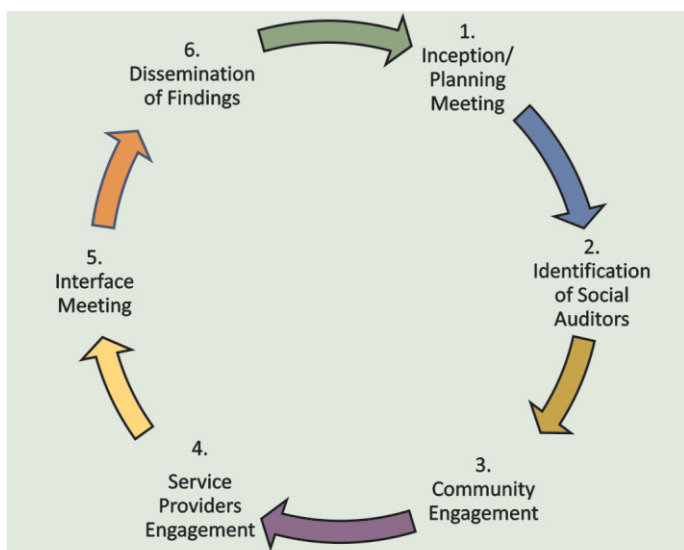 1.
Inception/
Planning
Meeting
2.
Identification
of Social
Auditors
3.
Community
Engagement
4.
Service
Providers
Engagement
5.
Interface
Meeting
6.
Dissemination
of Findings